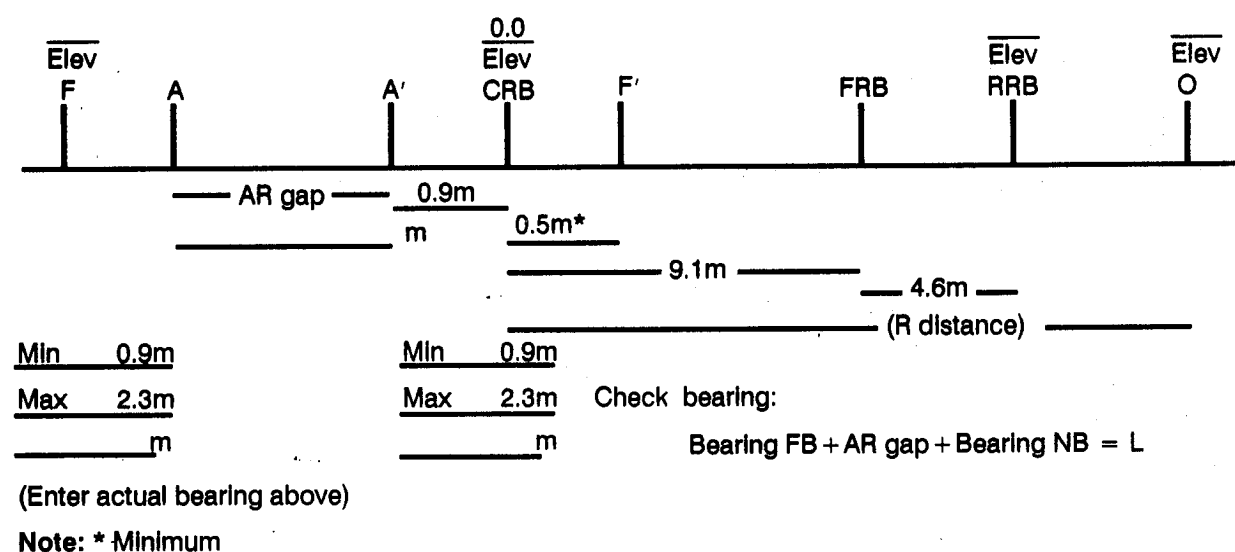 0.0
Elev Elev Elev Elev
F A A′ CRB F′ FRB RRB O
AR gap 0.9m
m 0.5m*
9.1m
4.6m
(R distance)
Min 0.9m Min 0.9m
Max 2.3m Max 2.3m Check bearing:
m m Bearing FB + AR gap + Bearing NB = L
(Enter actual bearing above)
Note: * Minimum